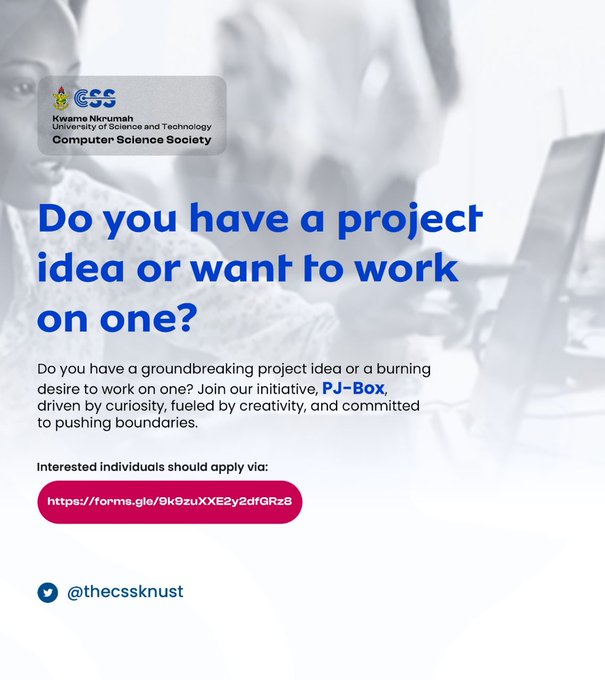 CSS
Kwame Nkrumah
University of Science and Technology
Computer Science Society
Do you have a project
idea or want to work
on one?
Do you have a groundbreaking project idea or a burning
desire to work on one? Join our initiative, PJ-Box,
driven by curiosity, fueled by creativity, and committed
to pushing boundaries.
Interested individuals should apply via:
https://forms.gle/9k9zuXXE2y2dfGRz8
@thecssknust